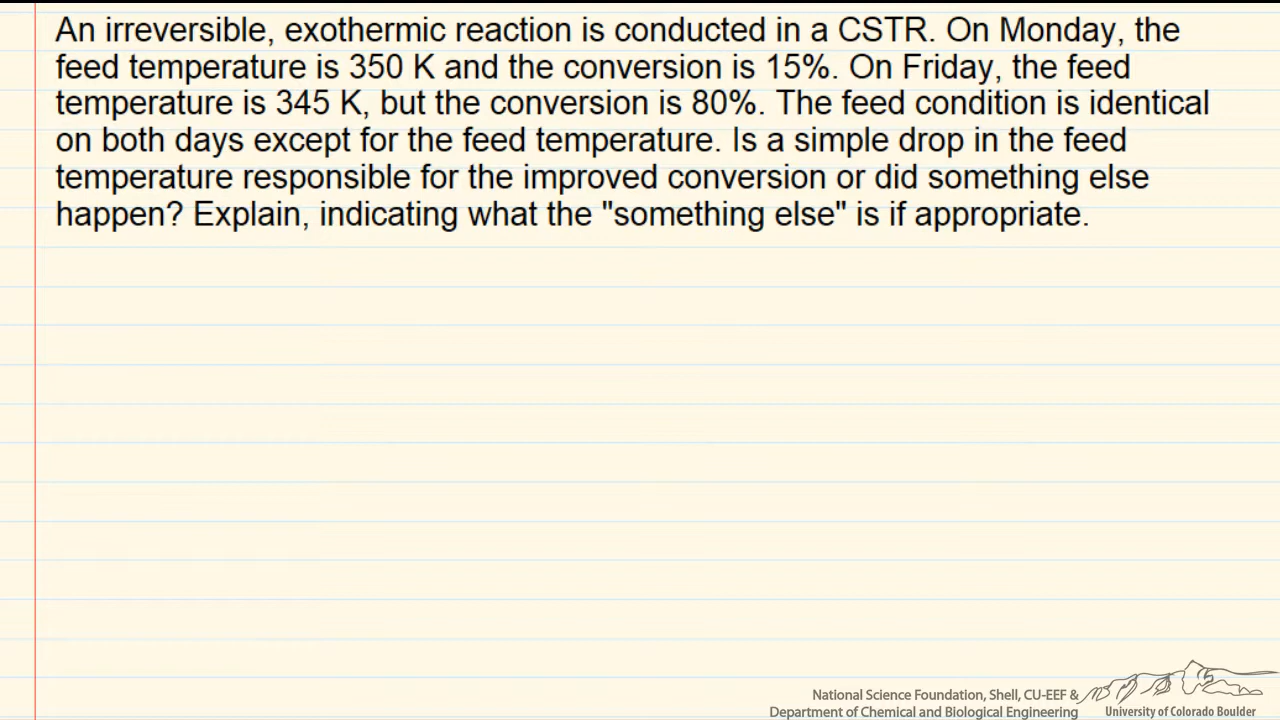 An irreversible, exothermic reaction is conducted in a CSTR. On Monday, the
feed temperature is 350 K and the conversion is 15%. On Friday, the feed
temperature is 345 K, but the conversion is 80%. The feed condition is identical
on both days except for the feed temperature. Is a simple drop in the feed
temperature responsible for the improved conversion or did something else
happen? Explain, indicating what the "something else" is if appropriate.
National Science Foundation, Shell, CU-EEF &
Department of Chemical and Biological Engineering
University of Colorado Boulder